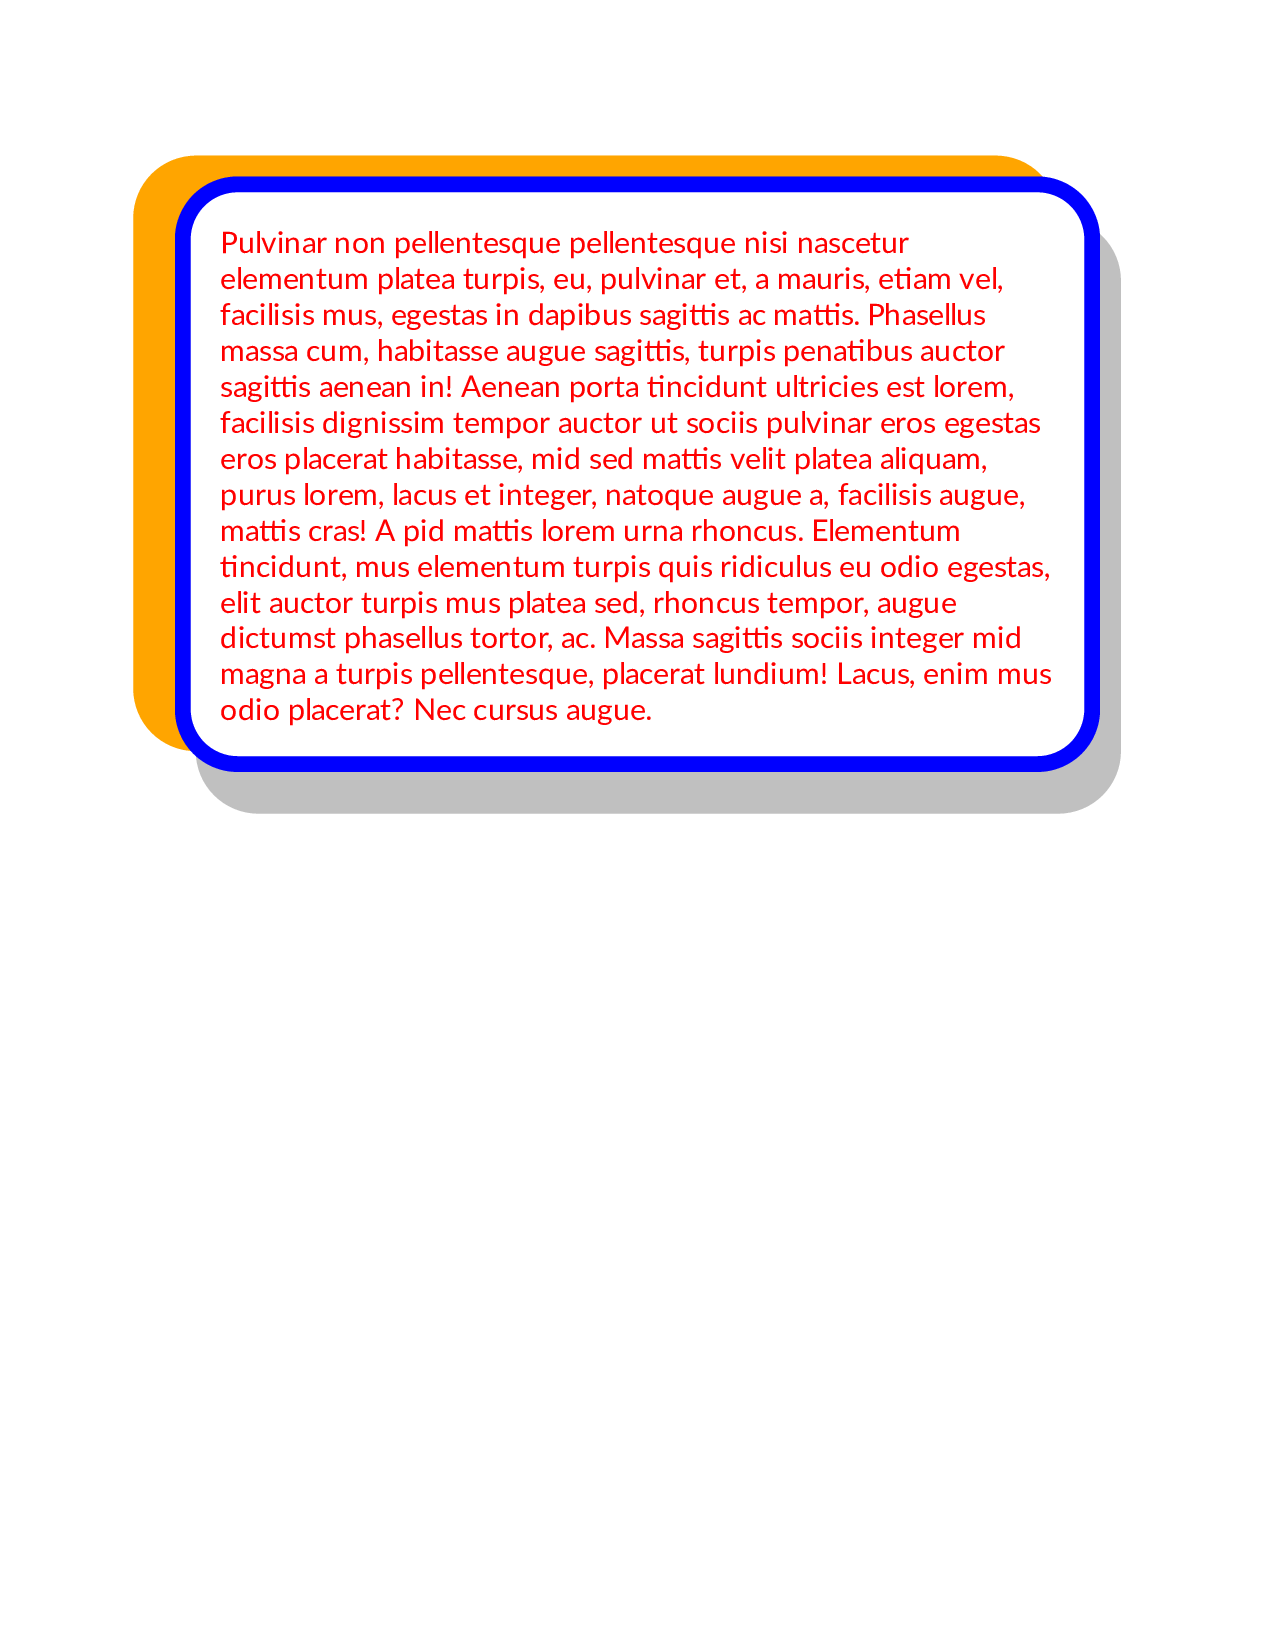 Pulvinar non pellentesque pellentesque nisi nascetur
elementum platea turpis, eu, pulvinar et, a mauris, etiam vel,
facilisis mus, egestas in dapibus sagittis ac mattis. Phasellus
massa cum, habitasse augue sagittis, turpis penatibus auctor
sagittis aenean in! Aenean porta tincidunt ultricies est lorem,
facilisis dignissim tempor auctor ut sociis pulvinar eros egestas
eros placerat habitasse, mid sed mattis velit platea aliquam,
purus lorem, lacus et integer, natoque augue a, facilisis augue,
mattis cras! A pid mattis lorem urna rhoncus. Elementum
tincidunt, mus elementum turpis quis ridiculus eu odio egestas,
elit auctor turpis mus platea sed, rhoncus tempor, augue
dictumst phasellus tortor, ac. Massa sagittis sociis integer mid
magna a turpis pellentesque, placerat lundium! Lacus, enim mus
odio placerat? Nec cursus augue.